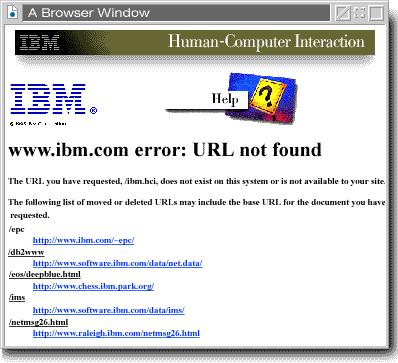 A Browser Window
IBM Human-Computer Interaction
IBM ®
Help ?
www.ibm.com error: URL not found
The URL you have requested, /ibm.hci, does not exist on this system or is not available to your site.
The following list of moved or deleted URLs may include the base URL for the document you have
requested.
/epc
http://www.ibm.com/~epc/
/db2www
http://www.software.ibm.com/data/net.data/
/eos/deepblue.html
http://www.chess.ibm.park.org/
/ims
http://www.software.ibm.com/data/ims/
/netmsg26.html
http://www.raleigh.ibm.com/netmsg26.html